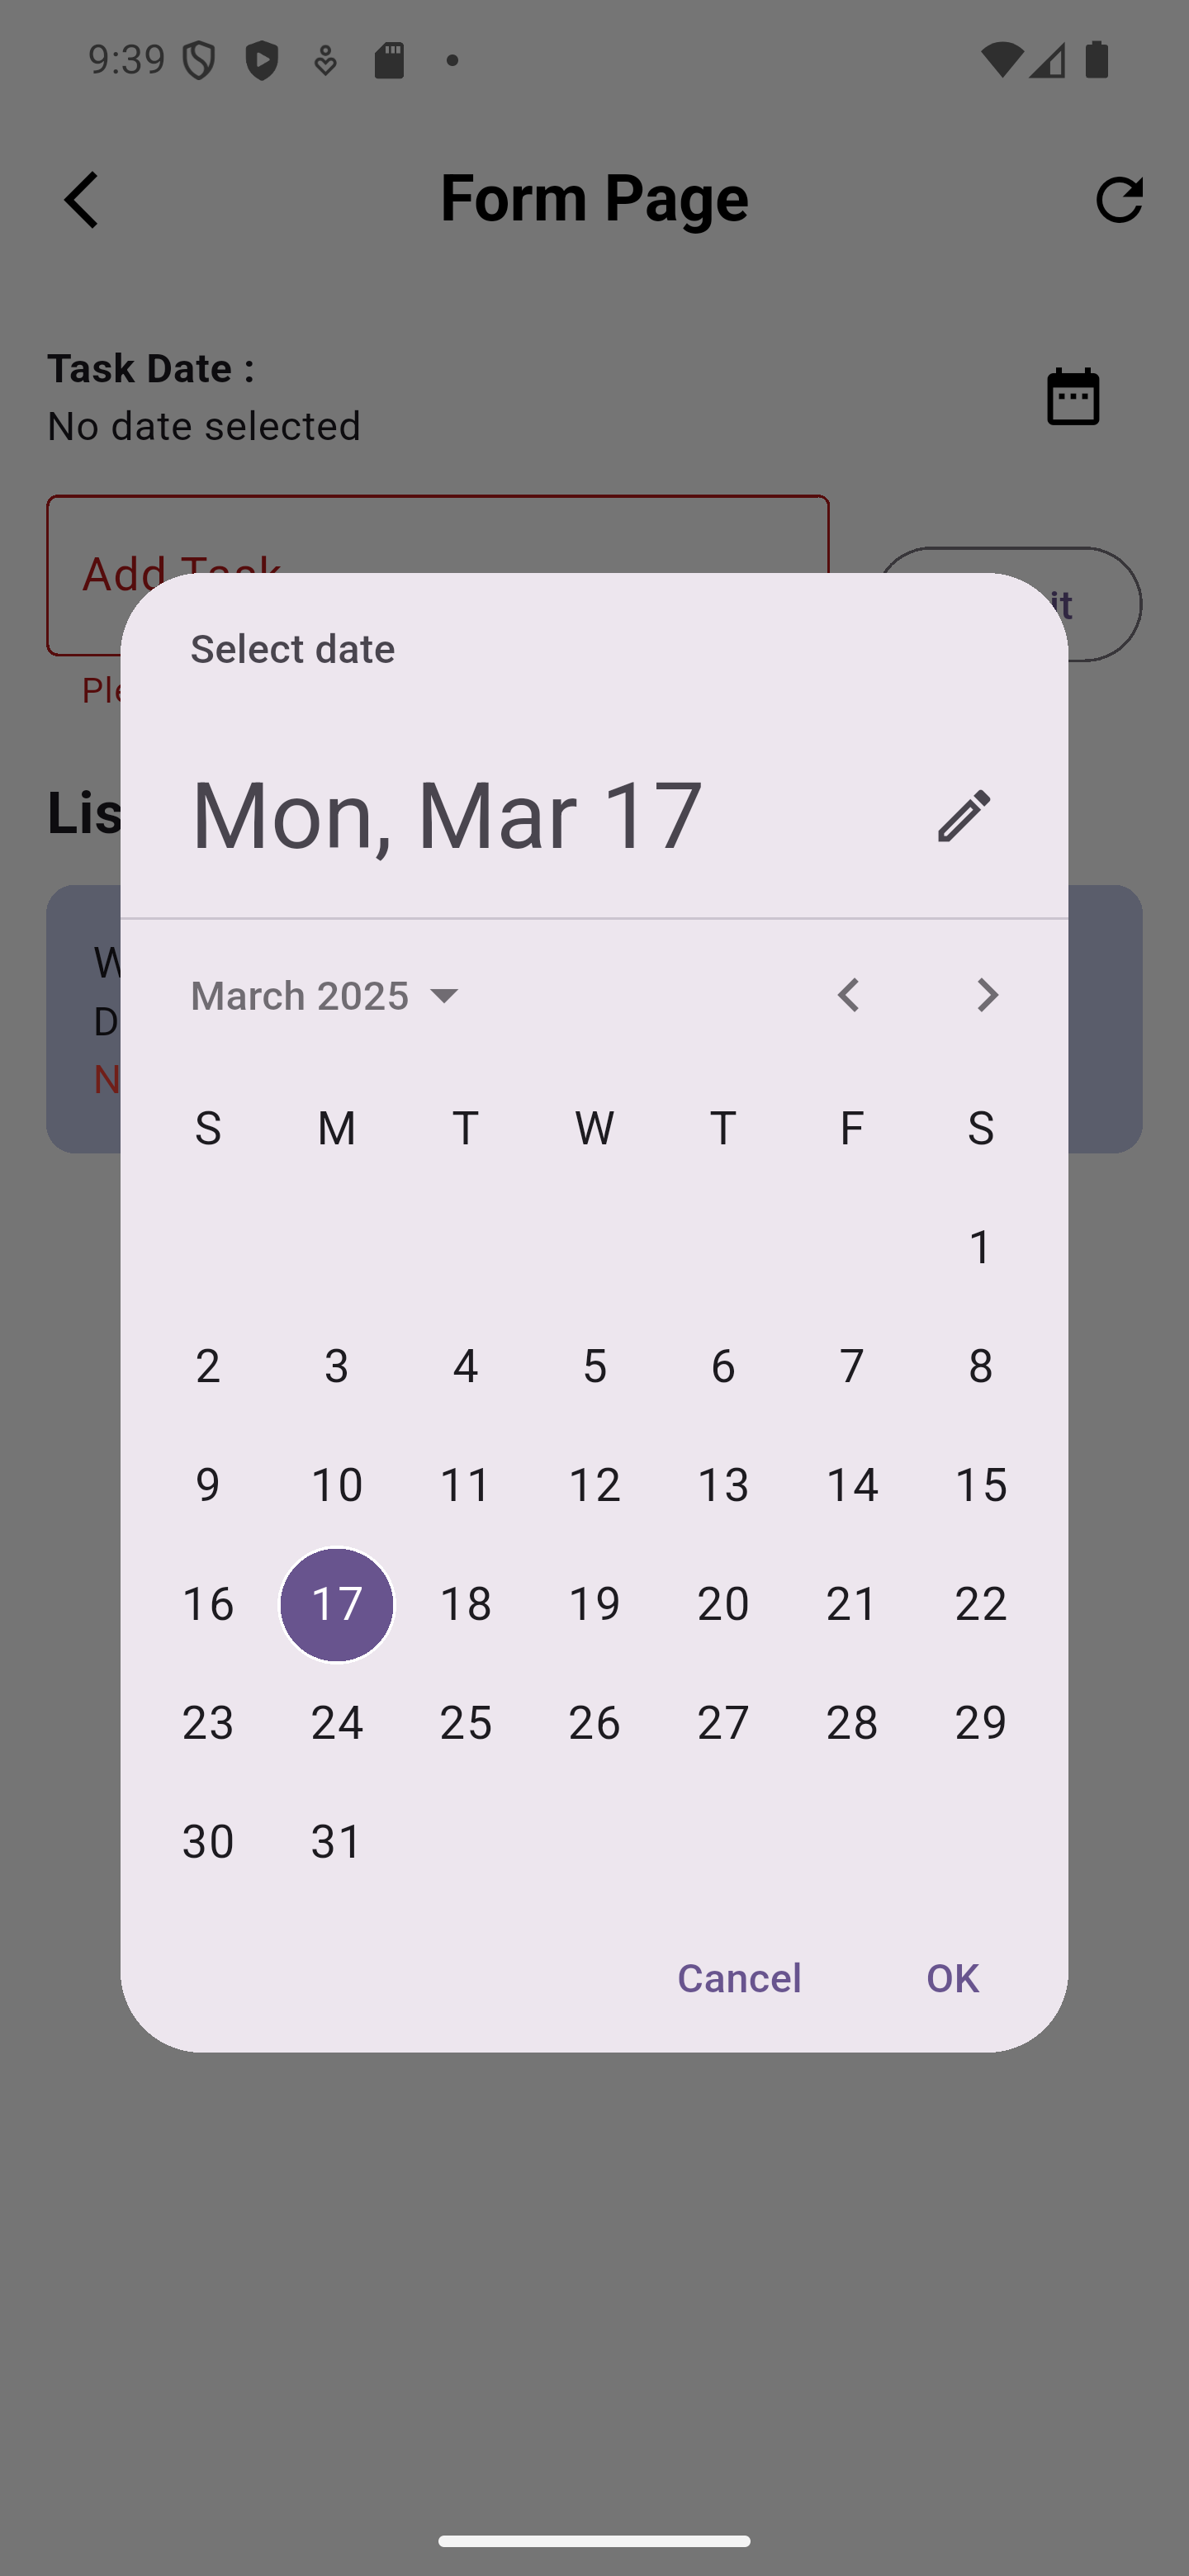 9:39
Form Page
Task Date :
No date selected
Add Task
Select date
Mon, Mar 17
March 2025
S M T W T F S
1
2 3 4 5 6 7 8
9 10 11 12 13 14 15
16 17 18 19 20 21 22
23 24 25 26 27 28 29
30 31
Cancel OK